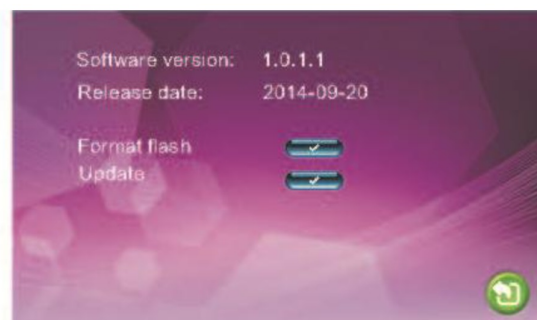 Software version: 1.0.1.1
Release date: 2014-09-20
Format flash
Update